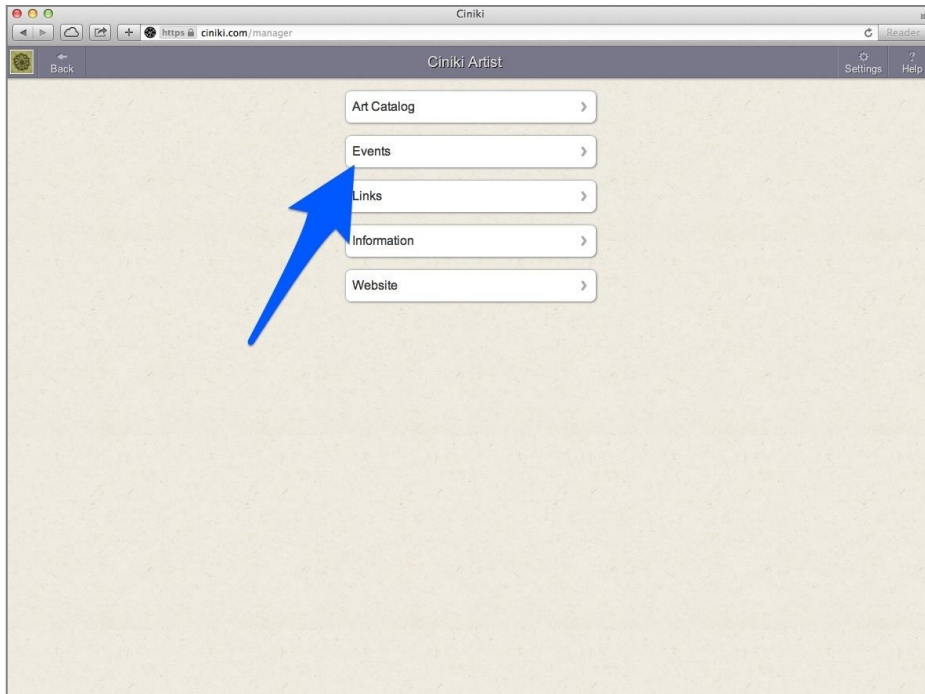 Ciniki
https ciniki.com/manager
Reader
Back
Ciniki Artist
Settings
? Help
Art Catalog
Events
Links
Information
Website